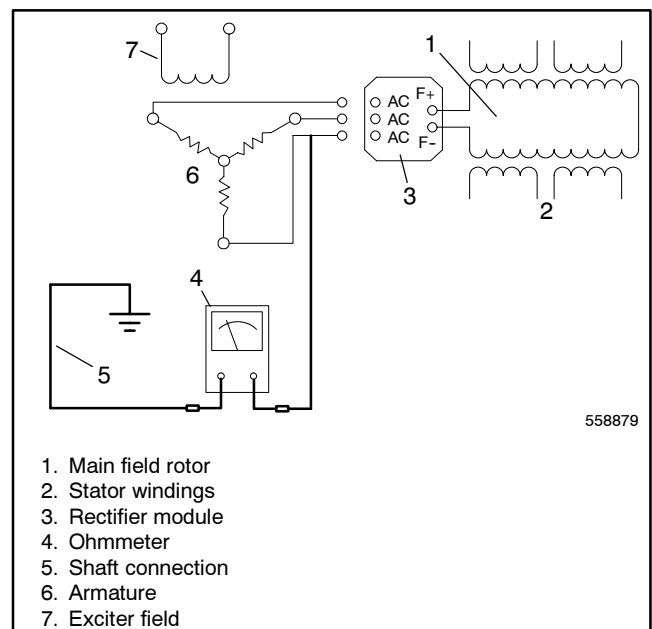 7
1
AC F+
AC
AC F-
6
3
2
4
5
558879
1. Main field rotor
2. Stator windings
3. Rectifier module
4. Ohmmeter
5. Shaft connection
6. Armature
7. Exciter field